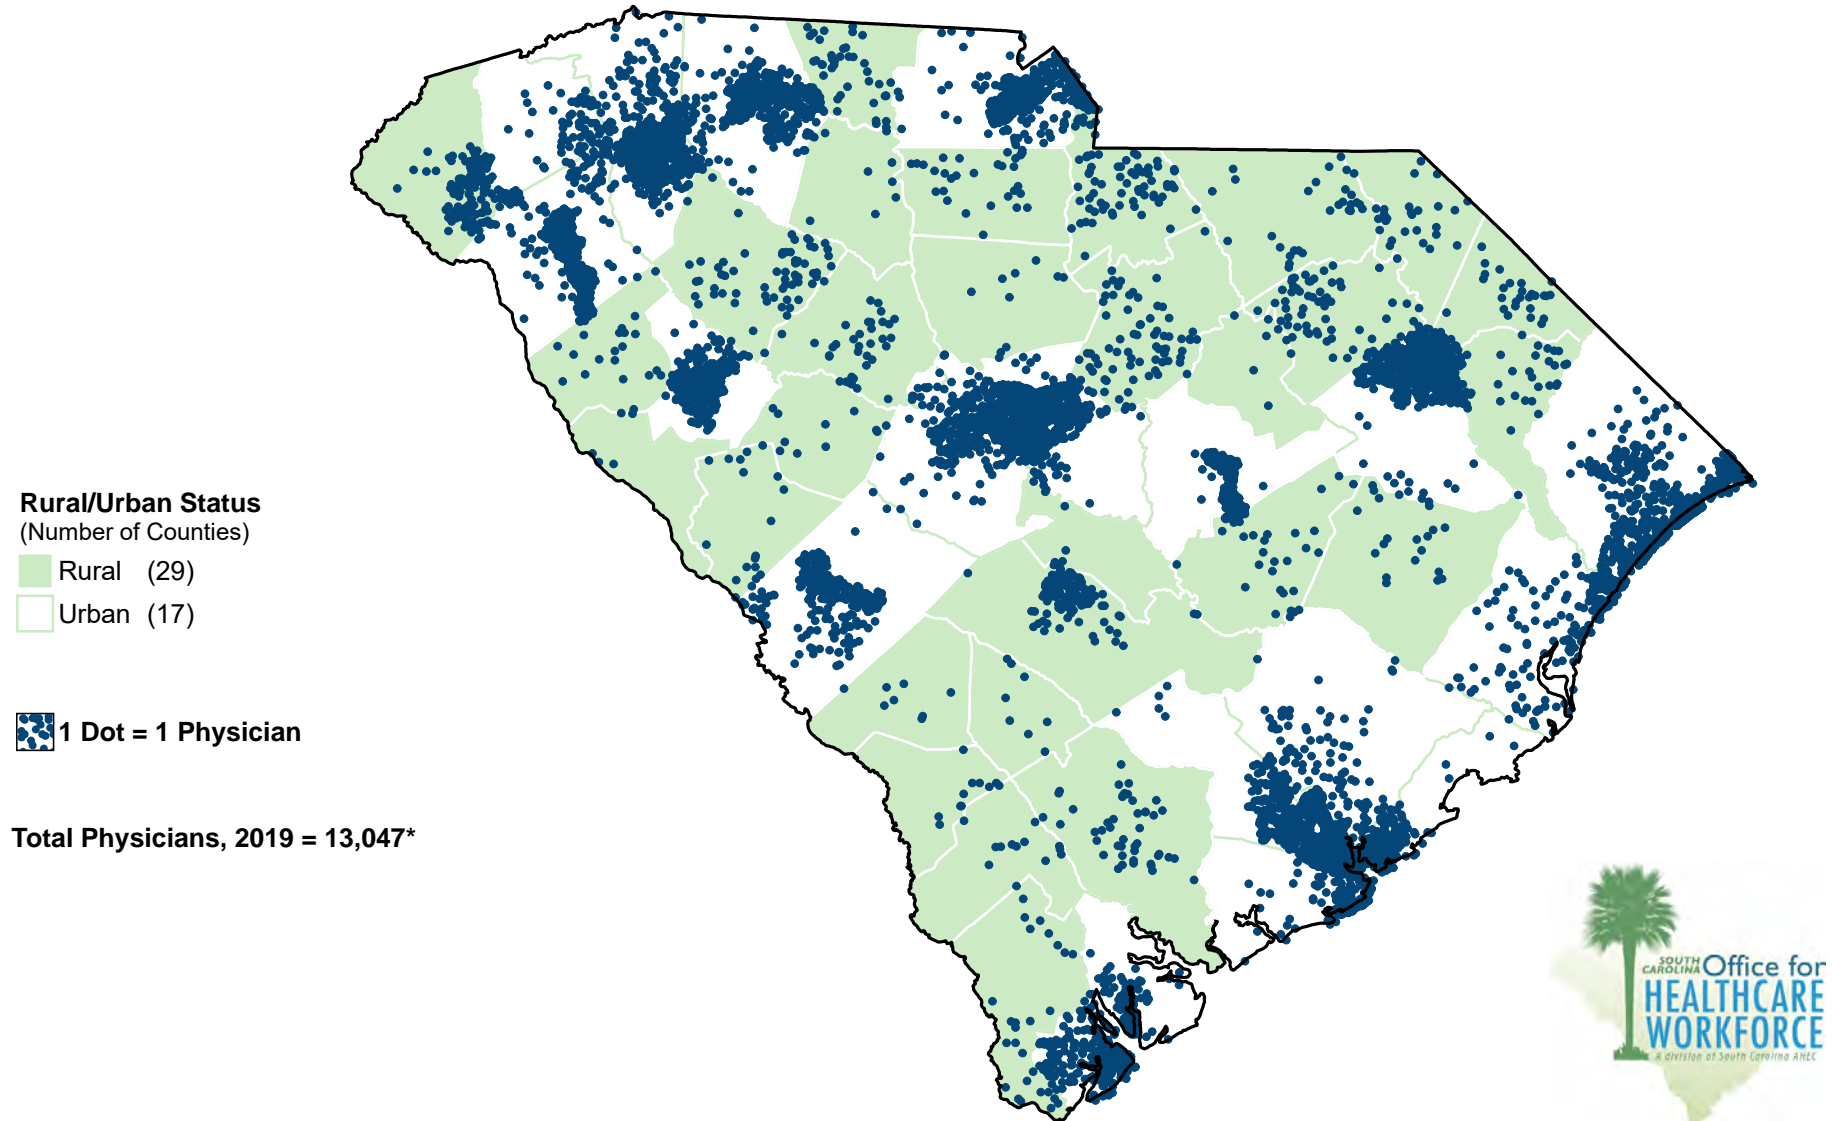 Rural/Urban Status
(Number of Counties)
Rural (29)
Urban (17)
1 Dot = 1 Physician
Total Physicians, 2019 = 13,047*
SOUTH CAROLINA Office for
HEALTHCARE
WORKFORCE
A division of South Carolina AHEC